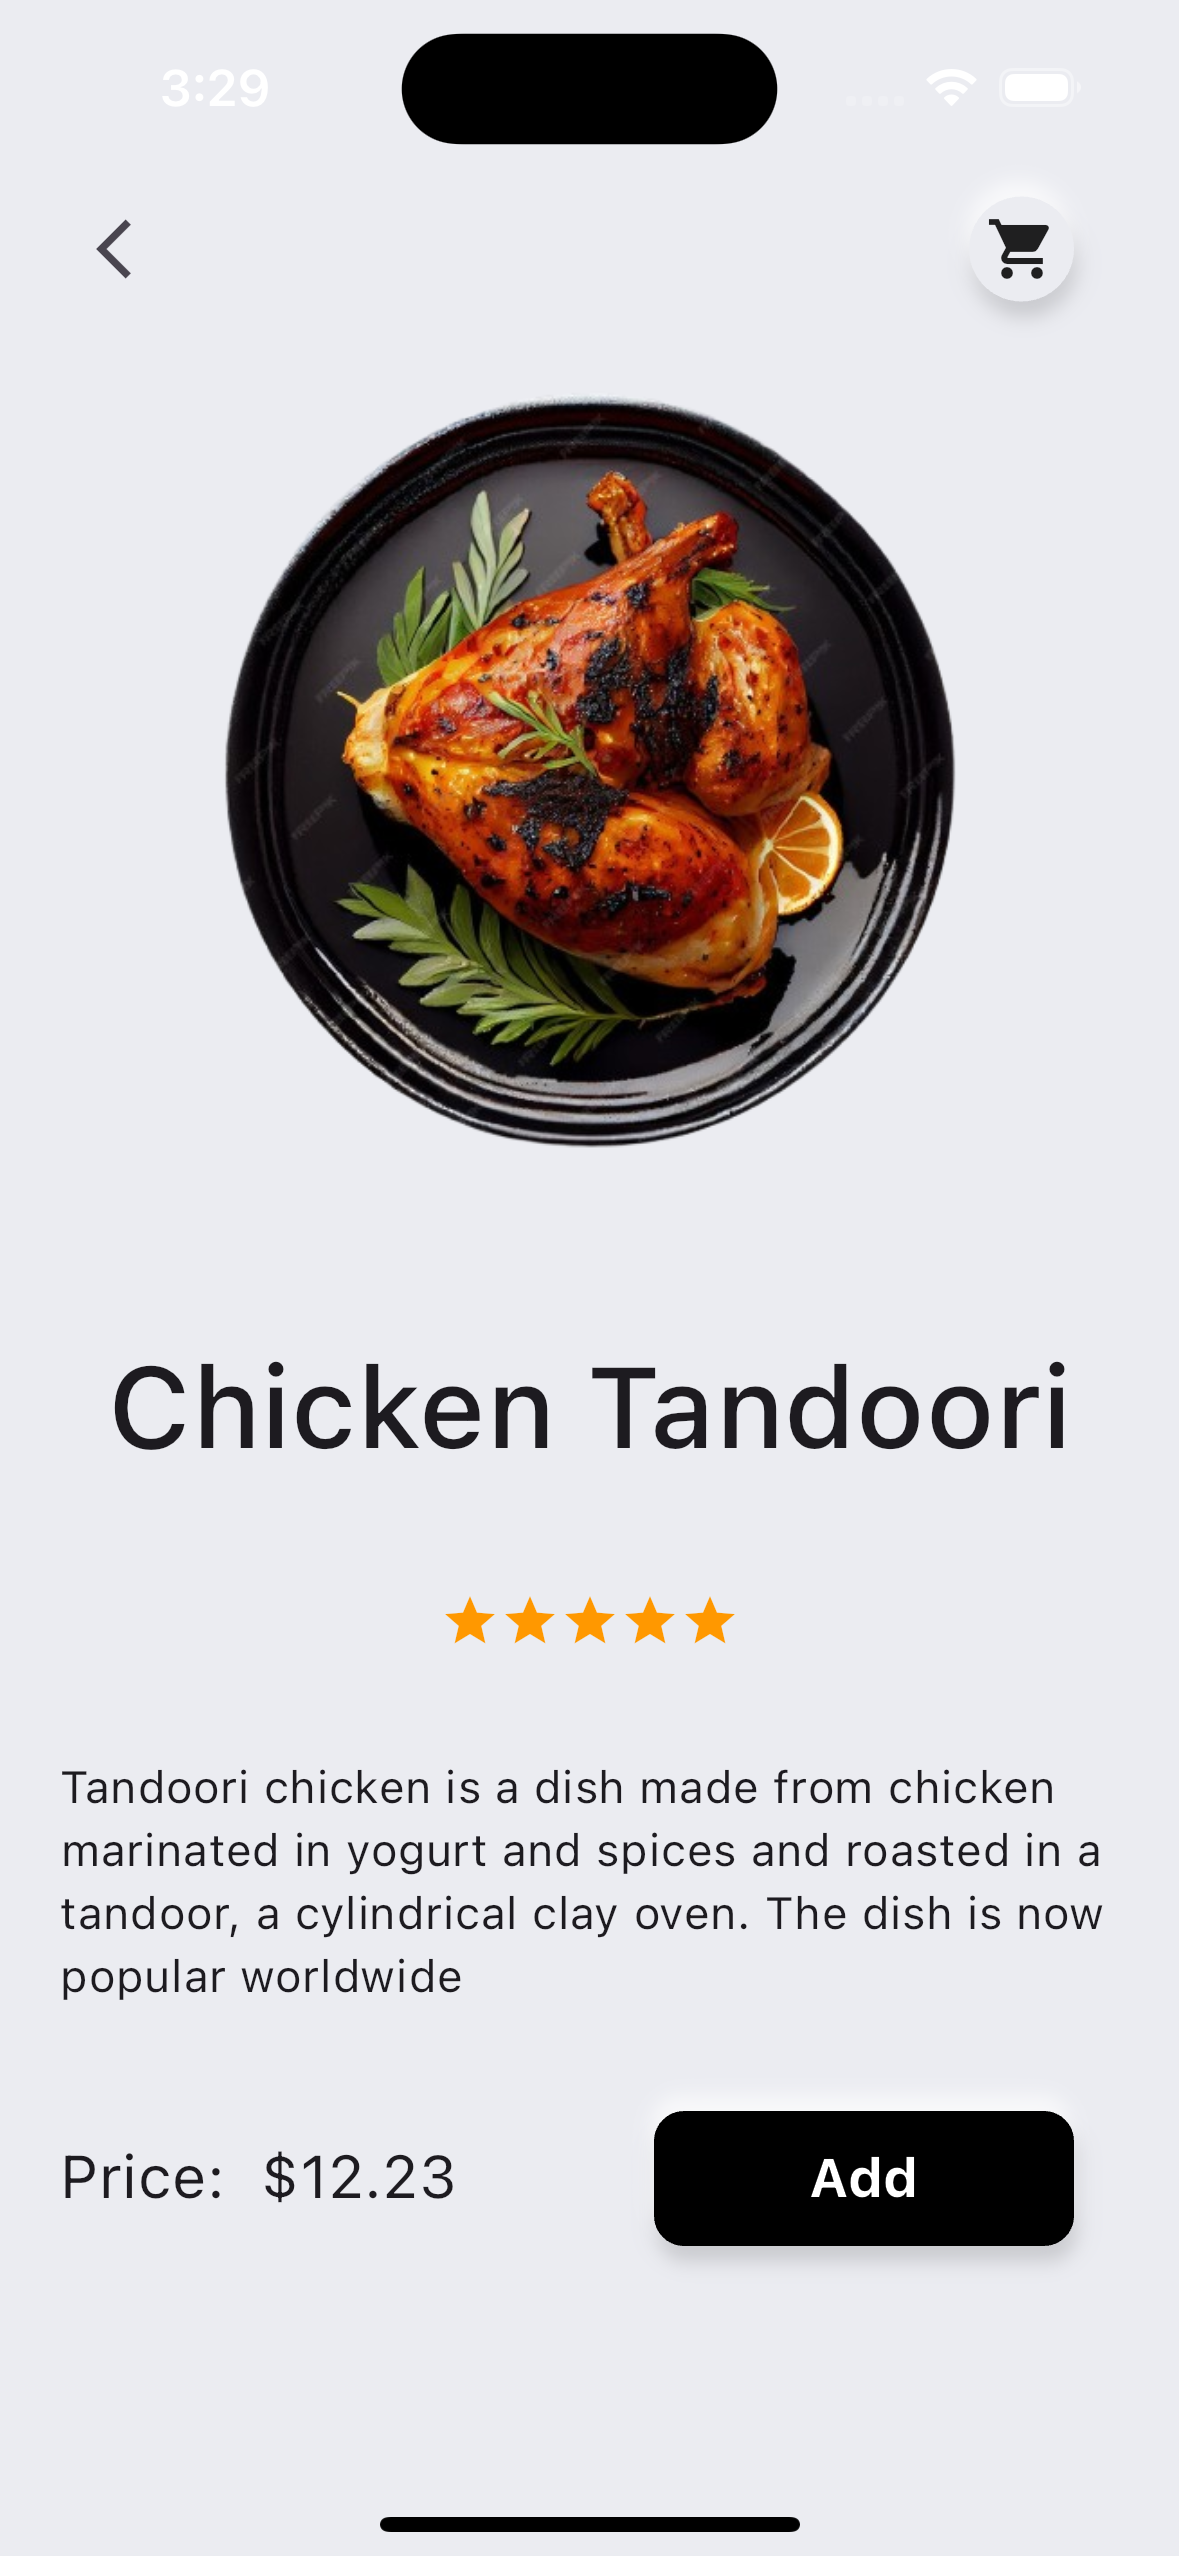 3:29
Chicken Tandoori
Tandoori chicken is a dish made from chicken
marinated in yogurt and spices and roasted in a
tandoor, a cylindrical clay oven. The dish is now
popular worldwide
Price: $12.23
Add